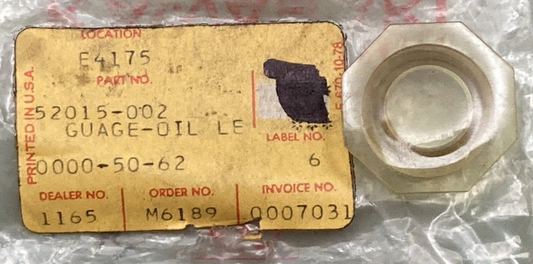 LOCATION
E4175
PART NO.
52015-002
GUAGE-OIL LE
LABEL NO.
0000-50-62 6
DEALER NO. ORDER NO. INVOICE NO.
1165 M6189 0007031
PRINTED IN U.S.A.